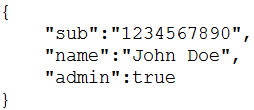 {
    "sub":"1234567890",
    "name":"John Doe",
    "admin":true
}